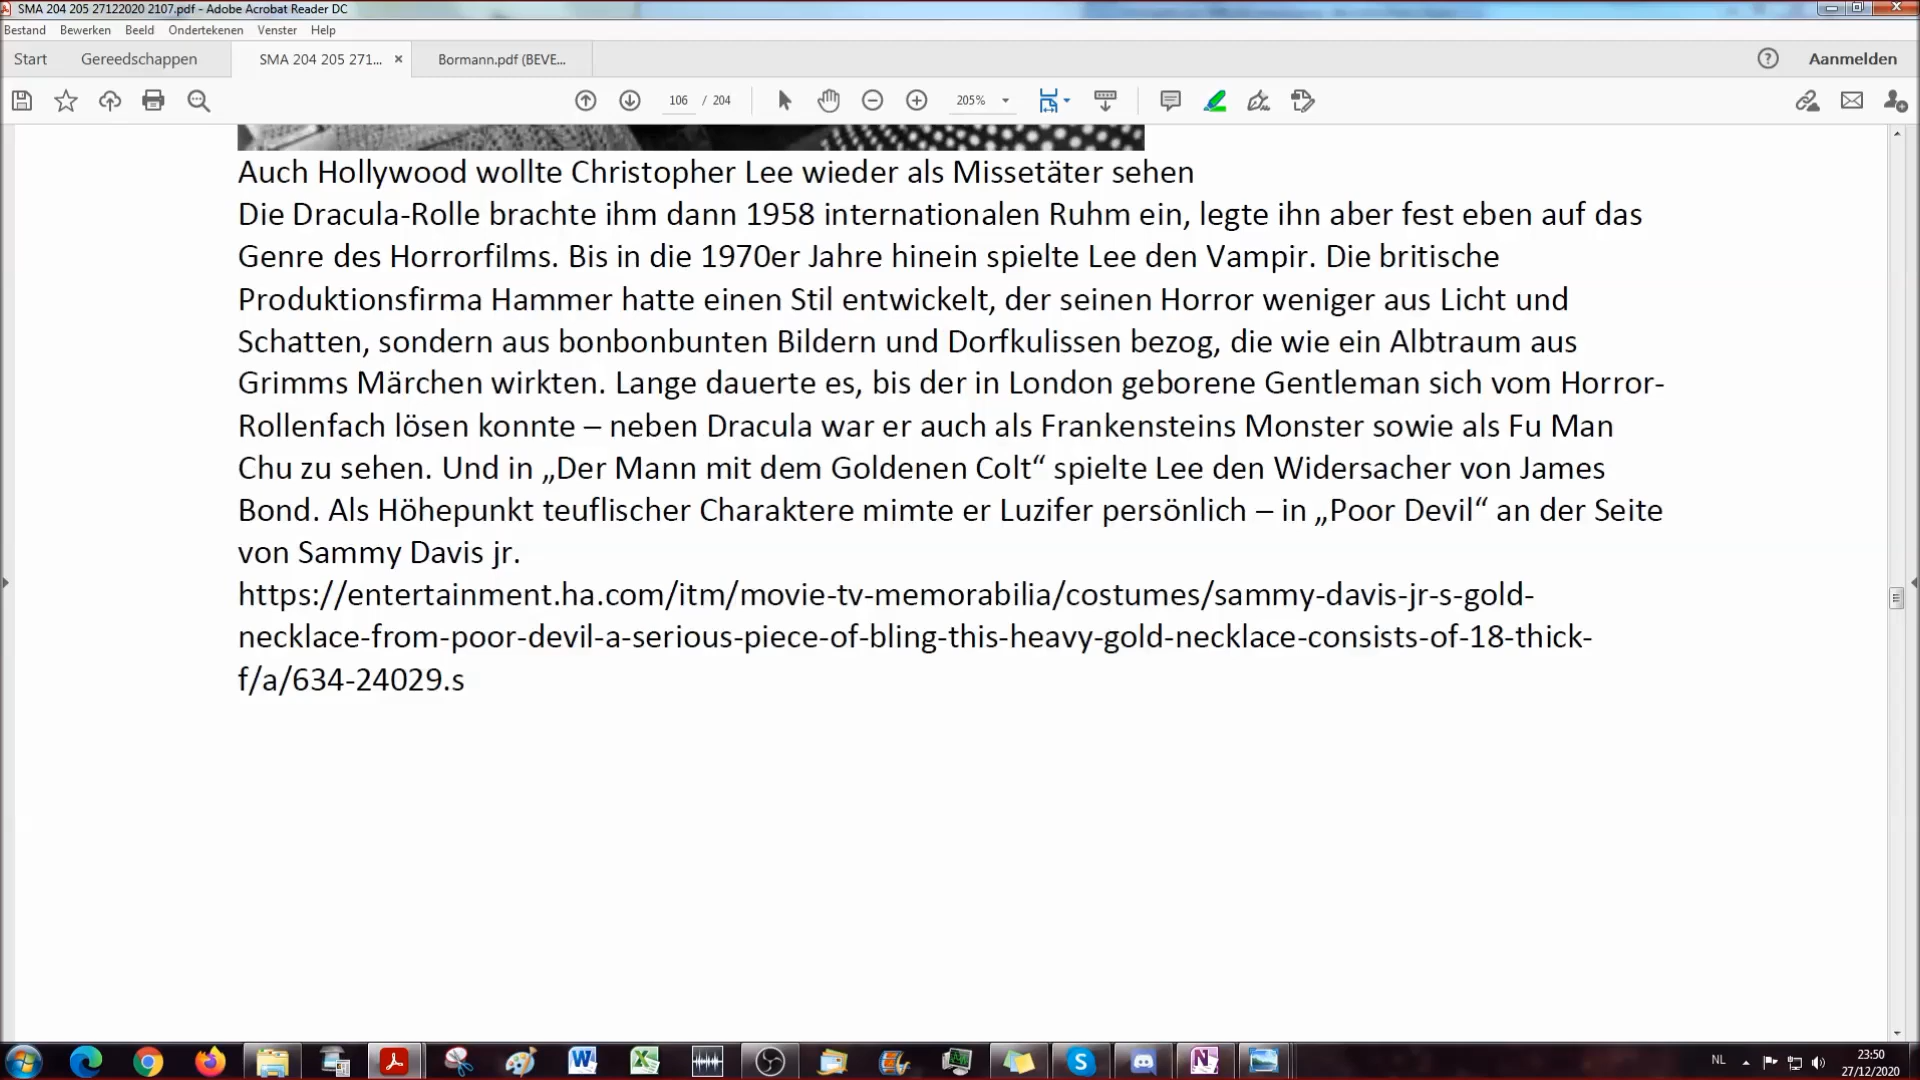 SMA 204 205 27122020 2107.pdf - Adobe Acrobat Reader DC
Bestand Bewerken Beeld Ondertekenen Venster Help
Start Gereedschappen SMA 204 205 271... × Bormann.pdf (BEVE... Aanmelden
106 / 204 205%
Auch Hollywood wollte Christopher Lee wieder als Missetäter sehen
Die Dracula-Rolle brachte ihm dann 1958 internationalen Ruhm ein, legte ihn aber fest eben auf das
Genre des Horrorfilms. Bis in die 1970er Jahre hinein spielte Lee den Vampir. Die britische
Produktionsfirma Hammer hatte einen Stil entwickelt, der seinen Horror weniger aus Licht und
Schatten, sondern aus bonbonbunten Bildern und Dorfkulissen bezog, die wie ein Albtraum aus
Grimms Märchen wirkten. Lange dauerte es, bis der in London geborene Gentleman sich vom Horror-
Rollenfach lösen konnte – neben Dracula war er auch als Frankensteins Monster sowie als Fu Man
Chu zu sehen. Und in „Der Mann mit dem Goldenen Colt“ spielte Lee den Widersacher von James
Bond. Als Höhepunkt teuflischer Charaktere mimte er Luzifer persönlich – in „Poor Devil“ an der Seite
von Sammy Davis jr.
https://entertainment.ha.com/itm/movie-tv-memorabilia/costumes/sammy-davis-jr-s-gold-
necklace-from-poor-devil-a-serious-piece-of-bling-this-heavy-gold-necklace-consists-of-18-thick-
f/a/634-24029.s
NL 23:50
27/12/2020